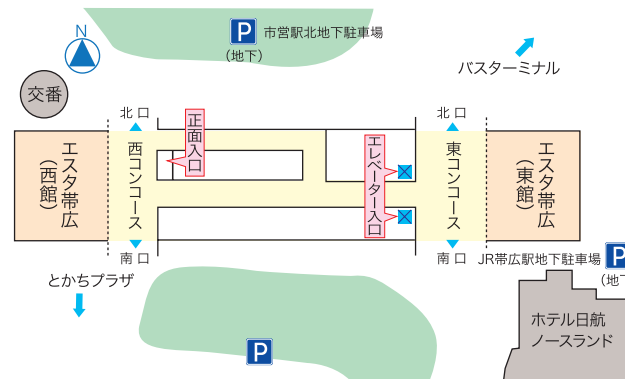 N
P
市営駅北地下駐車場
(地下)
バスターミナル
交番
北口
北口
正面入口
エレベーター入口
エスタ帯広
(西館)
西コンコース
東コンコース
エスタ帯広
(東館)
南口
南口
とかちプラザ
JR帯広駅地下駐車場
P
(地下
ホテル日航
ノースランド
P